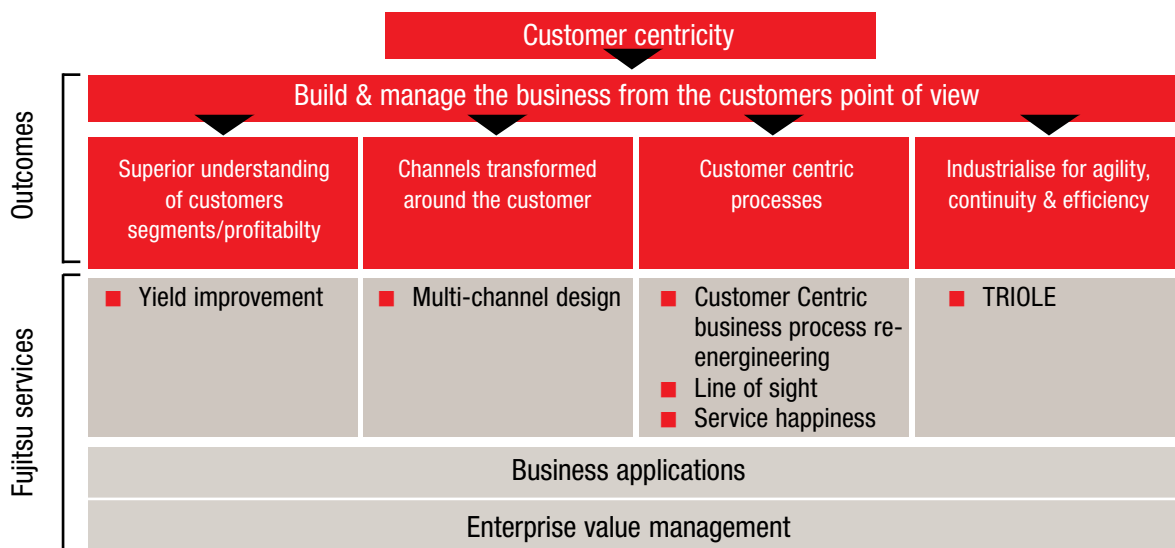 Customer centricity
Outcomes
Build & manage the business from the customers point of view
Superior understanding
of customers
segments/profitabilty
Channels transformed
around the customer
Customer centric
processes
Industrialise for agility,
continuity & efficiency
Fujitsu services
Yield improvement
Multi-channel design
Customer Centric
business process re-
energineering
Line of sight
Service happiness
TRIOLE
Business applications
Enterprise value management